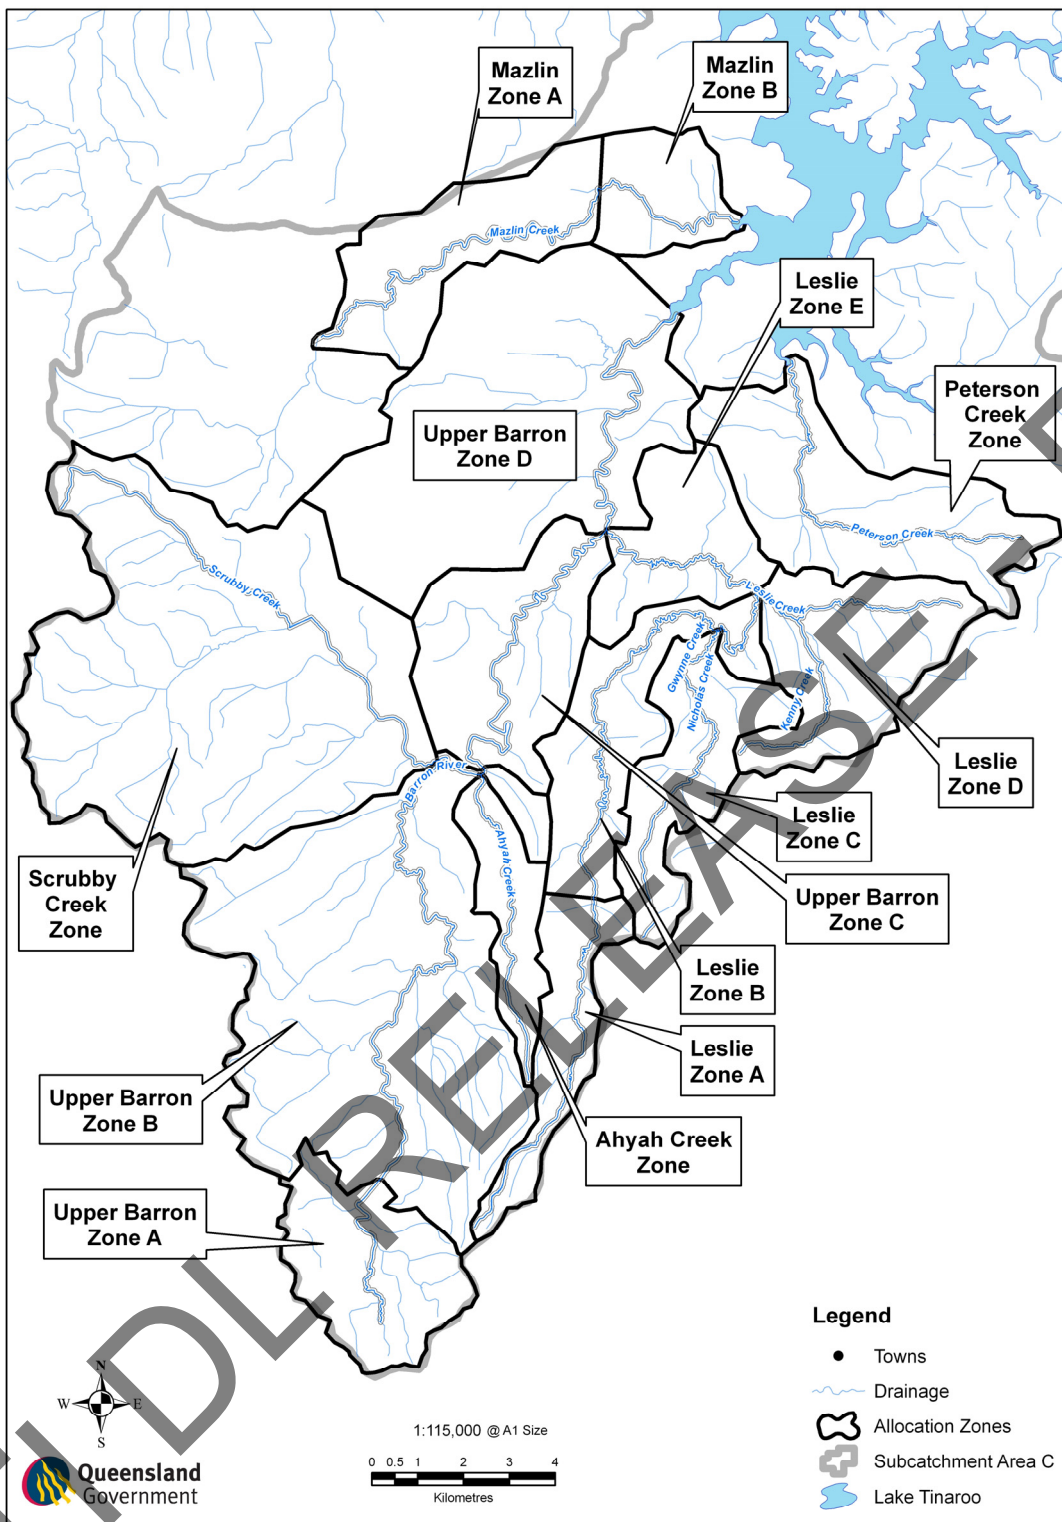 Mazlin
Zone A
Mazlin
Zone B
Mazlin Creek
Leslie
Zone E
Peterson
Creek
Zone
Upper Barron
Zone D
Peterson Creek
Scrubby Creek
Leslie Creek
Gwynne Creek
Nicholas Creek
Kenny Creek
Barron River
Ahyah Creek
Leslie
Zone D
Leslie
Zone C
Scrubby
Creek
Zone
Upper Barron
Zone C
Leslie
Zone B
Leslie
Zone A
Upper Barron
Zone B
Ahyah Creek
Zone
Upper Barron
Zone A
RELEASE
DL
Legend
Towns
Drainage
Allocation Zones
Subcatchment Area C
Lake Tinaroo
N
W E
S
1:115,000 @ A1 Size
0 0.5 1 2 3 4
Kilometres
Queensland
Government